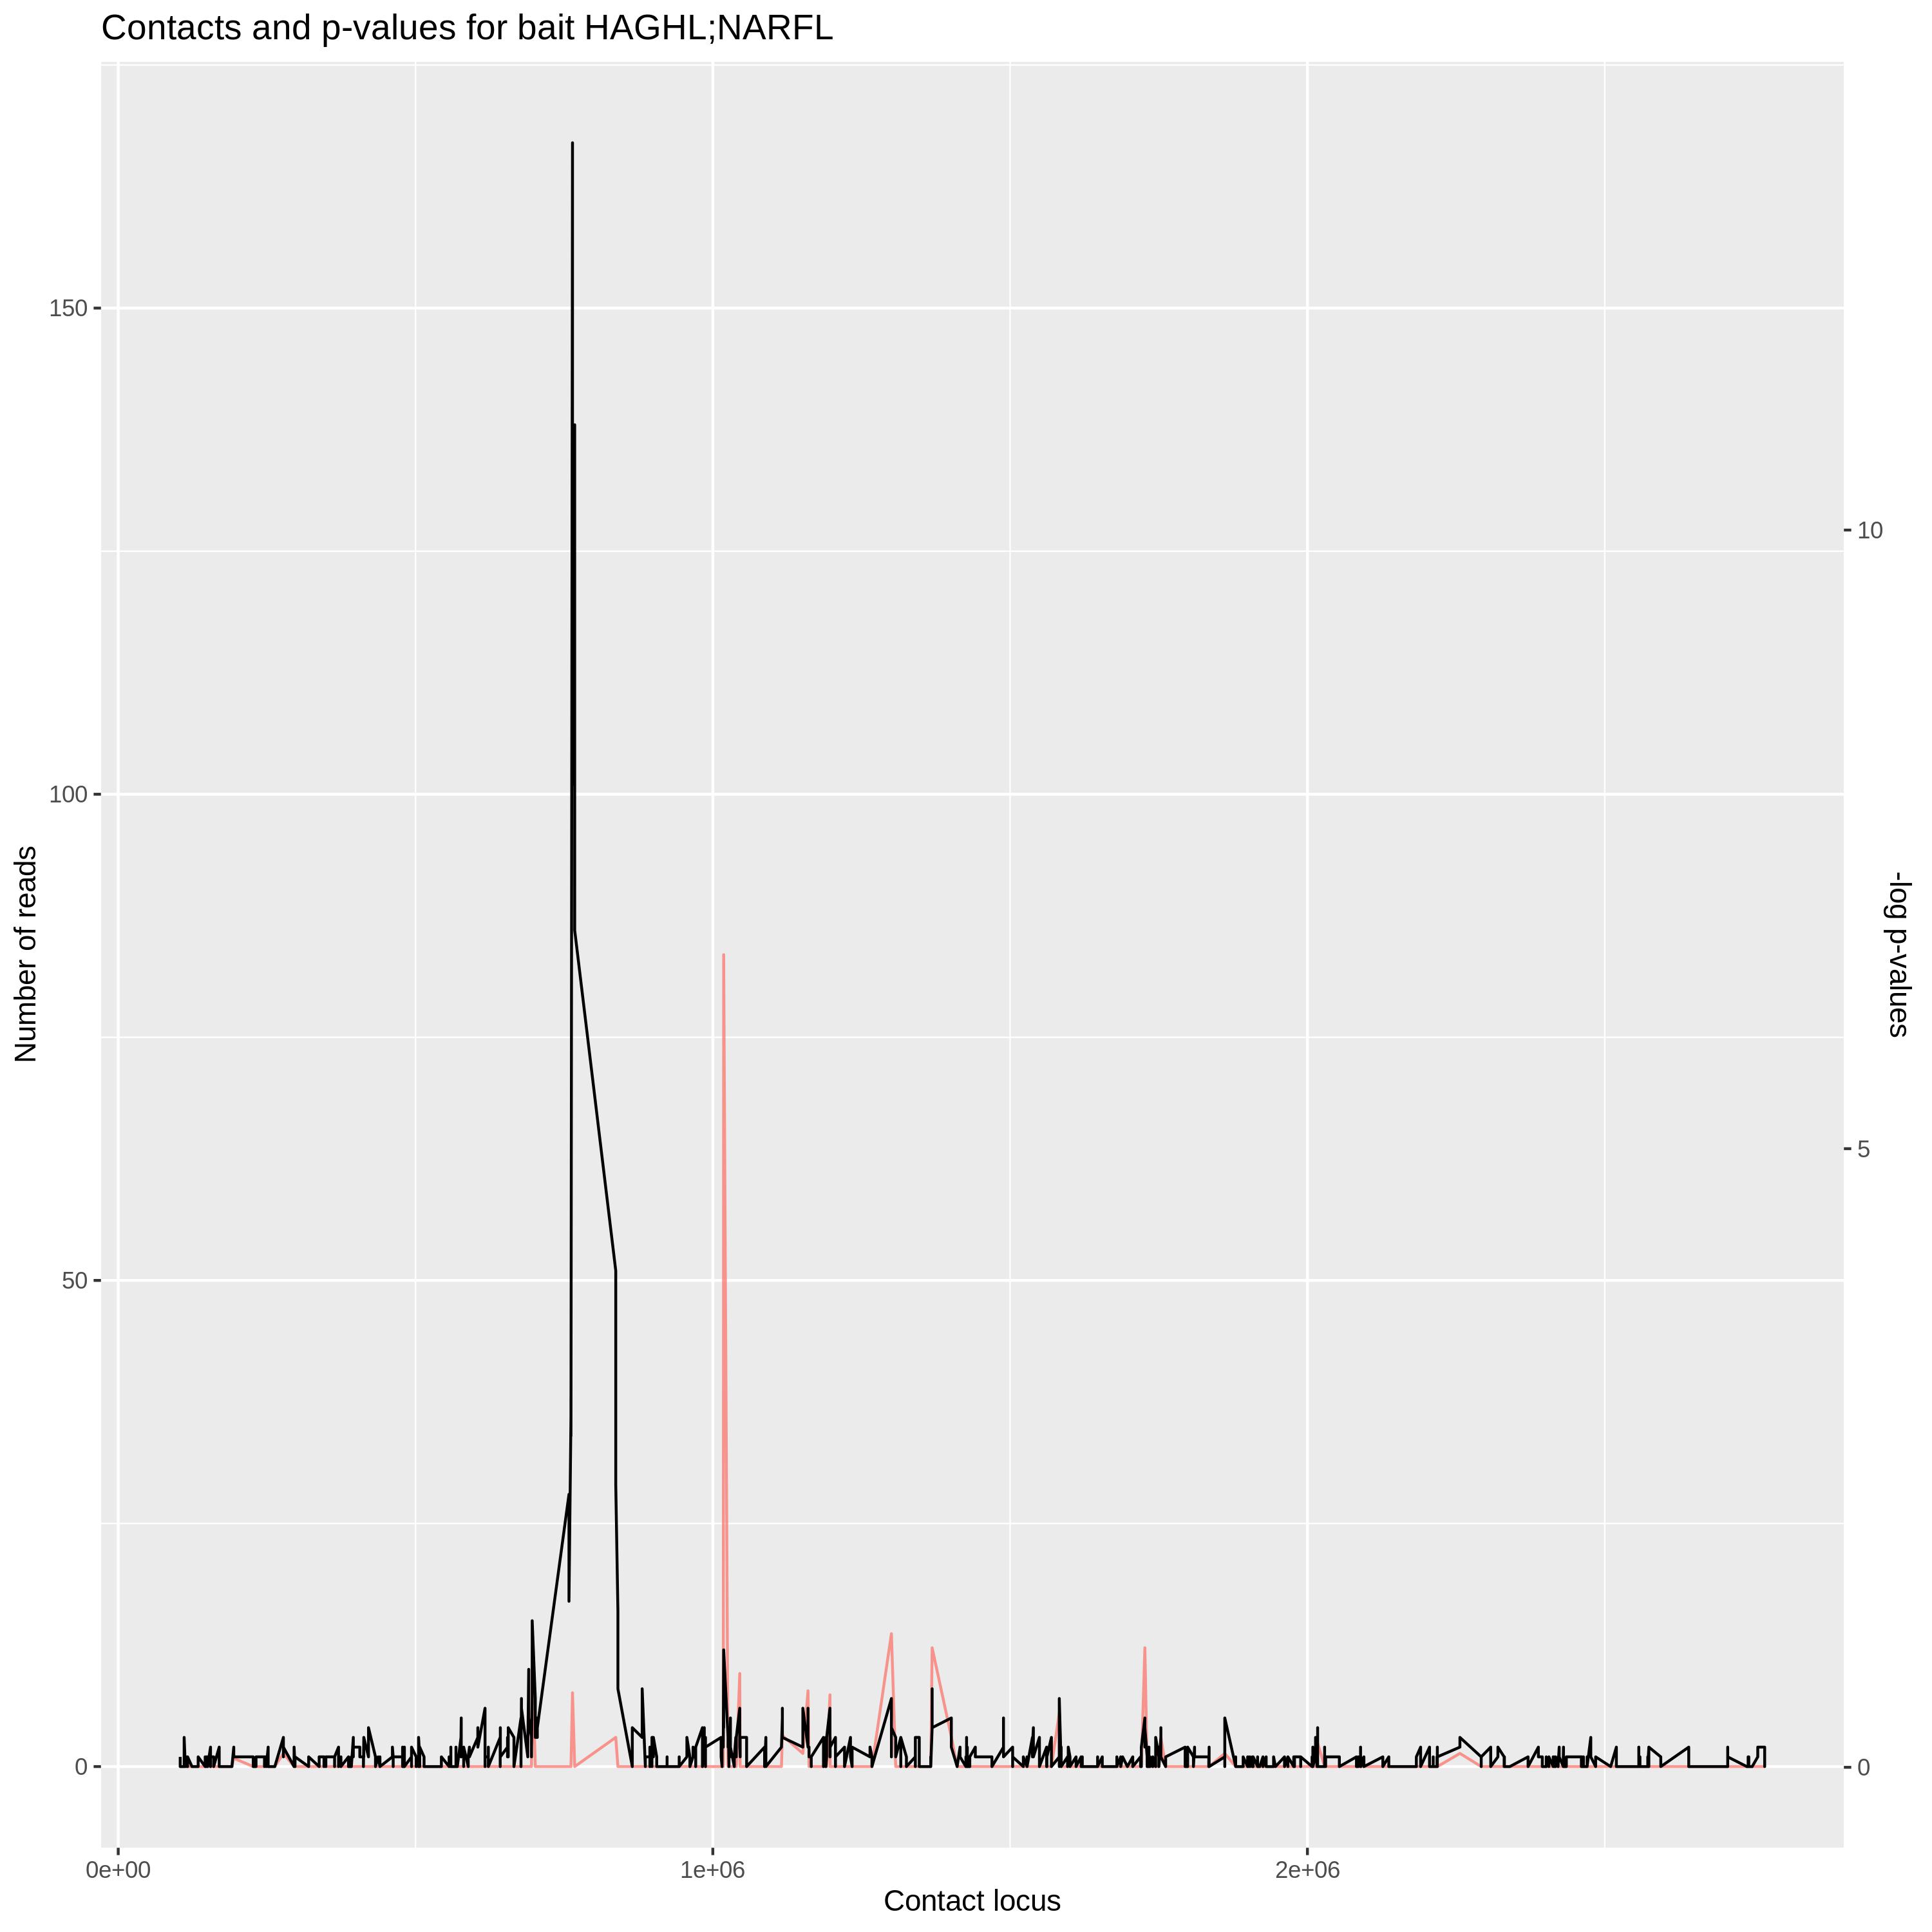 Contacts and p-values for bait HAGHL;NARFL
Number of reads
150
100
50
0
10
5
0
-log p-values
0e+00
1e+06
2e+06
Contact locus